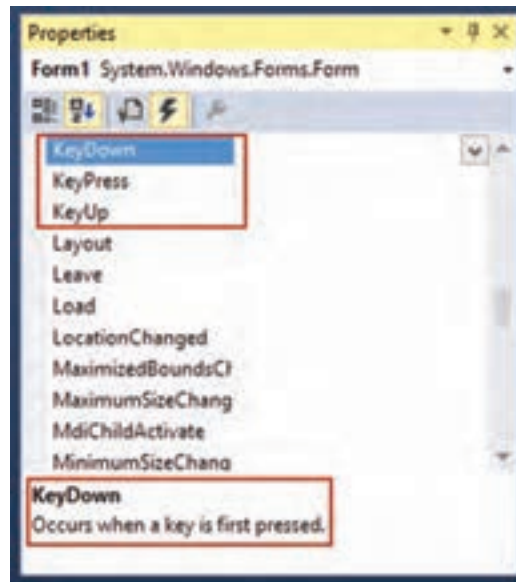 Properties
Form1 System.Windows.Forms.Form
KeyDown
KeyPress
KeyUp
Layout
Leave
Load
LocationChanged
MaximizedBoundsCh
MaximumSizeChang
MdiChildActivate
MinimumSizeChang
KeyDown
Occurs when a key is first pressed.